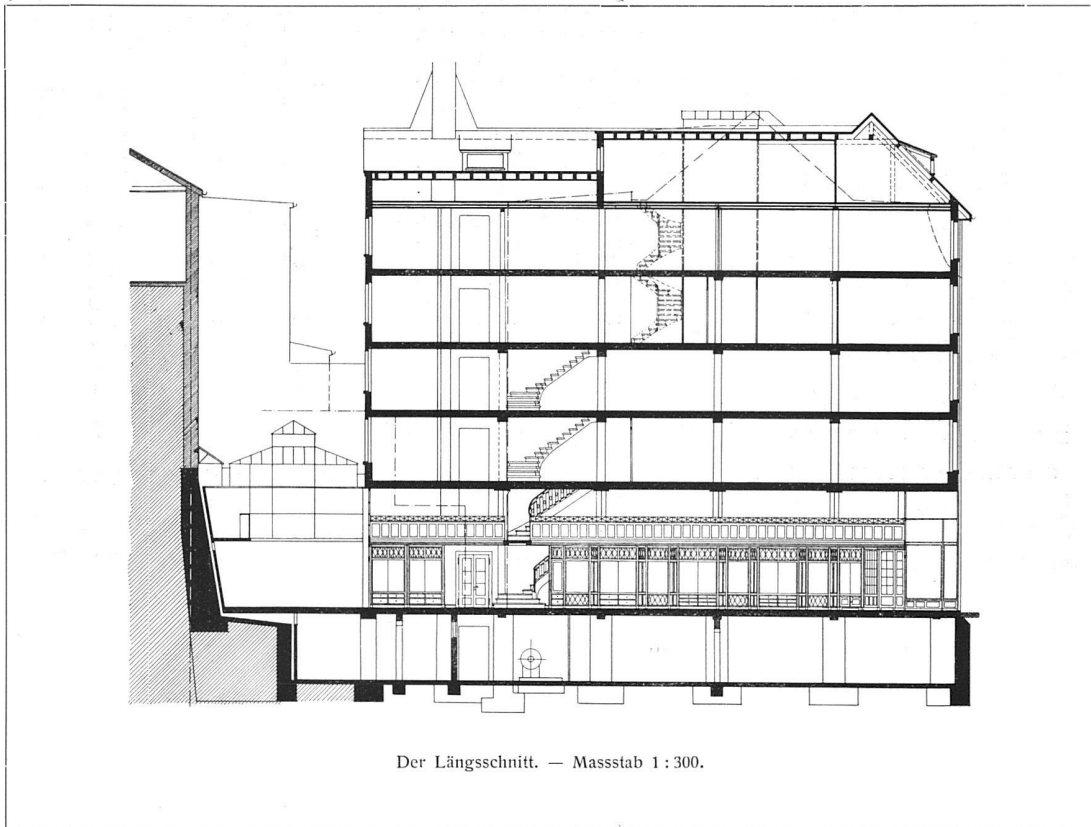 Der Längsschnitt. — Massstab 1 : 300.